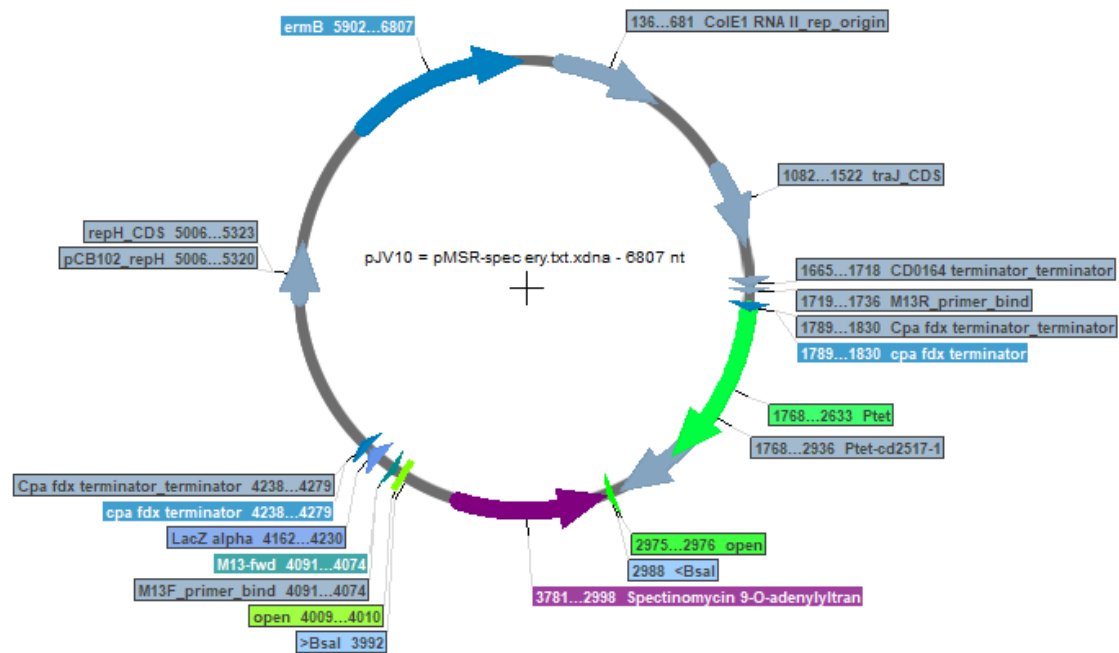 ermB 5902...6807
136...681 ColE1 RNA II_rep_origin
1082...1522 traJ_CDS
repH_CDS 5006...5323
pCB102_repH 5006...5320
pJV10 = pMSR-spec ery.txt.xdna - 6807 nt
1665...1718 CD0164 terminator_terminator
1719...1736 M13R_primer_bind
1789...1830 Cpa fdx terminator_terminator
1789...1830 cpa fdx terminator
1768...2633 Ptet
1768...2936 Ptet-cd2517-1
Cpa fdx terminator_terminator 4238...4279
cpa fdx terminator 4238...4279
LacZ alpha 4162...4230
M13-fwd 4091...4074
M13F_primer_bind 4091...4074
open 4009...4010
>BsaI 3992
2975...2976 open
2988 <BsaI
3781...2998 Spectinomycin 9-O-adenylyltran